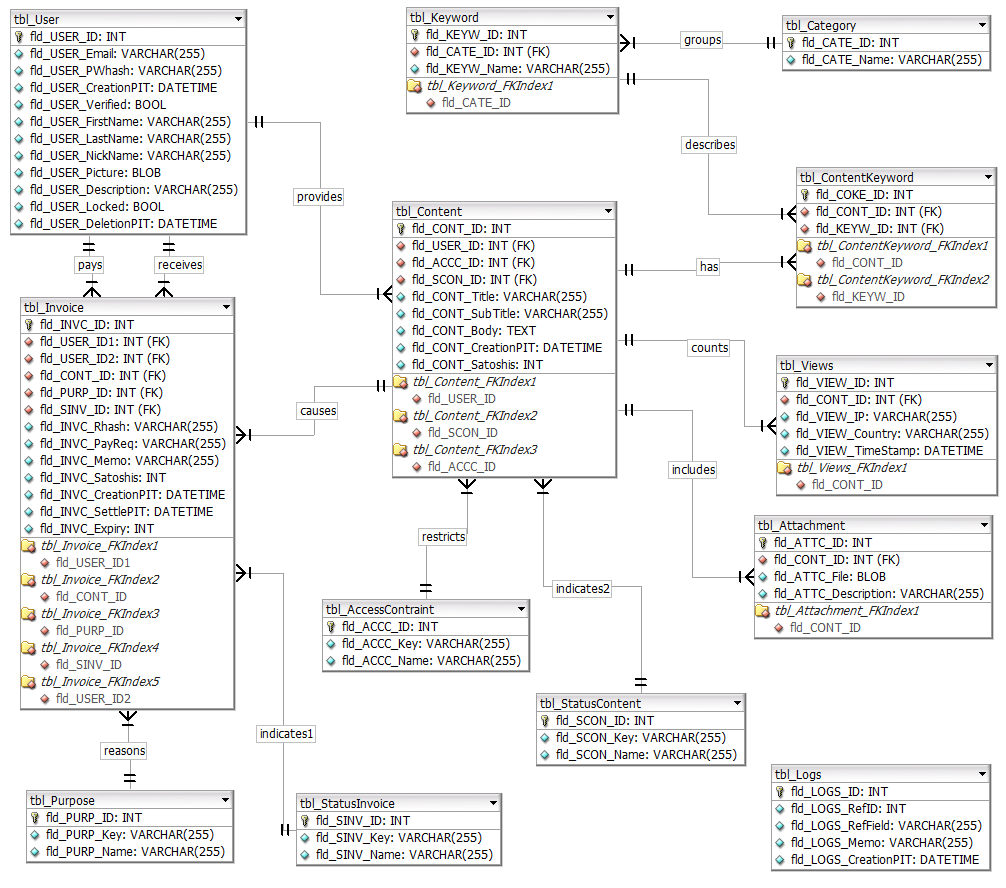 tbl_User
fld_USER_ID: INT
fld_USER_Email: VARCHAR(255)
fld_USER_PWhash: VARCHAR(255)
fld_USER_CreationPIT: DATETIME
fld_USER_Verified: BOOL
fld_USER_FirstName: VARCHAR(255)
fld_USER_LastName: VARCHAR(255)
fld_USER_NickName: VARCHAR(255)
fld_USER_Picture: BLOB
fld_USER_Description: VARCHAR(255)
fld_USER_Locked: BOOL
fld_USER_DeletionPIT: DATETIME
tbl_Keyword
fld_KEYW_ID: INT
fld_CATE_ID: INT (FK)
fld_KEYW_Name: VARCHAR(255)
tbl_Keyword_FKIndex1
fld_CATE_ID
groups
tbl_Category
fld_CATE_ID: INT
fld_CATE_Name: VARCHAR(255)
describes
provides
tbl_ContentKeyword
fld_COKE_ID: INT
fld_CONT_ID: INT (FK)
fld_KEYW_ID: INT (FK)
tbl_ContentKeyword_FKIndex1
fld_CONT_ID
tbl_ContentKeyword_FKIndex2
fld_KEYW_ID
tbl_Content
fld_CONT_ID: INT
fld_USER_ID: INT (FK)
fld_ACCC_ID: INT (FK)
fld_SCON_ID: INT (FK)
fld_CONT_Title: VARCHAR(255)
fld_CONT_SubTitle: VARCHAR(255)
fld_CONT_Body: TEXT
fld_CONT_CreationPIT: DATETIME
fld_CONT_Satoshis: INT
tbl_Content_FKIndex1
fld_USER_ID
tbl_Content_FKIndex2
fld_SCON_ID
tbl_Content_FKIndex3
fld_ACCC_ID
has
pays
receives
tbl_Invoice
fld_INVC_ID: INT
fld_USER_ID1: INT (FK)
fld_USER_ID2: INT (FK)
fld_CONT_ID: INT (FK)
fld_PURP_ID: INT (FK)
fld_SINV_ID: INT (FK)
fld_INVC_Rhash: VARCHAR(255)
fld_INVC_PayReq: VARCHAR(255)
fld_INVC_Memo: VARCHAR(255)
fld_INVC_Satoshis: INT
fld_INVC_CreationPIT: DATETIME
fld_INVC_SettlePIT: DATETIME
fld_INVC_Expiry: INT
tbl_Invoice_FKIndex1
fld_USER_ID1
tbl_Invoice_FKIndex2
fld_CONT_ID
tbl_Invoice_FKIndex3
fld_PURP_ID
tbl_Invoice_FKIndex4
fld_SINV_ID
tbl_Invoice_FKIndex5
fld_USER_ID2
causes
counts
tbl_Views
fld_VIEW_ID: INT
fld_CONT_ID: INT (FK)
fld_VIEW_IP: VARCHAR(255)
fld_VIEW_Country: VARCHAR(255)
fld_VIEW_TimeStamp: DATETIME
tbl_Views_FKIndex1
fld_CONT_ID
includes
tbl_Attachment
fld_ATTC_ID: INT
fld_CONT_ID: INT (FK)
fld_ATTC_File: BLOB
fld_ATTC_Description: VARCHAR(255)
tbl_Attachment_FKIndex1
fld_CONT_ID
restricts
indicates2
tbl_AccessContraint
fld_ACCC_ID: INT
fld_ACCC_Key: VARCHAR(255)
fld_ACCC_Name: VARCHAR(255)
tbl_StatusContent
fld_SCON_ID: INT
fld_SCON_Key: VARCHAR(255)
fld_SCON_Name: VARCHAR(255)
indicates1
reasons
tbl_Purpose
fld_PURP_ID: INT
fld_PURP_Key: VARCHAR(255)
fld_PURP_Name: VARCHAR(255)
tbl_StatusInvoice
fld_SINV_ID: INT
fld_SINV_Key: VARCHAR(255)
fld_SINV_Name: VARCHAR(255)
tbl_Logs
fld_LOGS_ID: INT
fld_LOGS_RefID: INT
fld_LOGS_RefField: VARCHAR(255)
fld_LOGS_Memo: VARCHAR(255)
fld_LOGS_CreationPIT: DATETIME